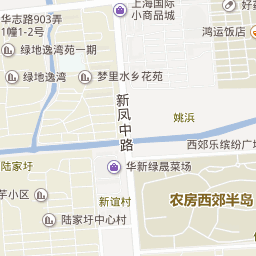 华志路903弄
1幢1-2号
上海国际
小商品城
好
鸿运饭店
绿地逸湾苑一期
绿地逸湾
梦里水乡花苑
新凤中路
姚浜
西郊乐缤纷广场
陆家圩
华新绿晟菜场
芋小区
新谊村
农房西郊半岛
陆家圩中心村